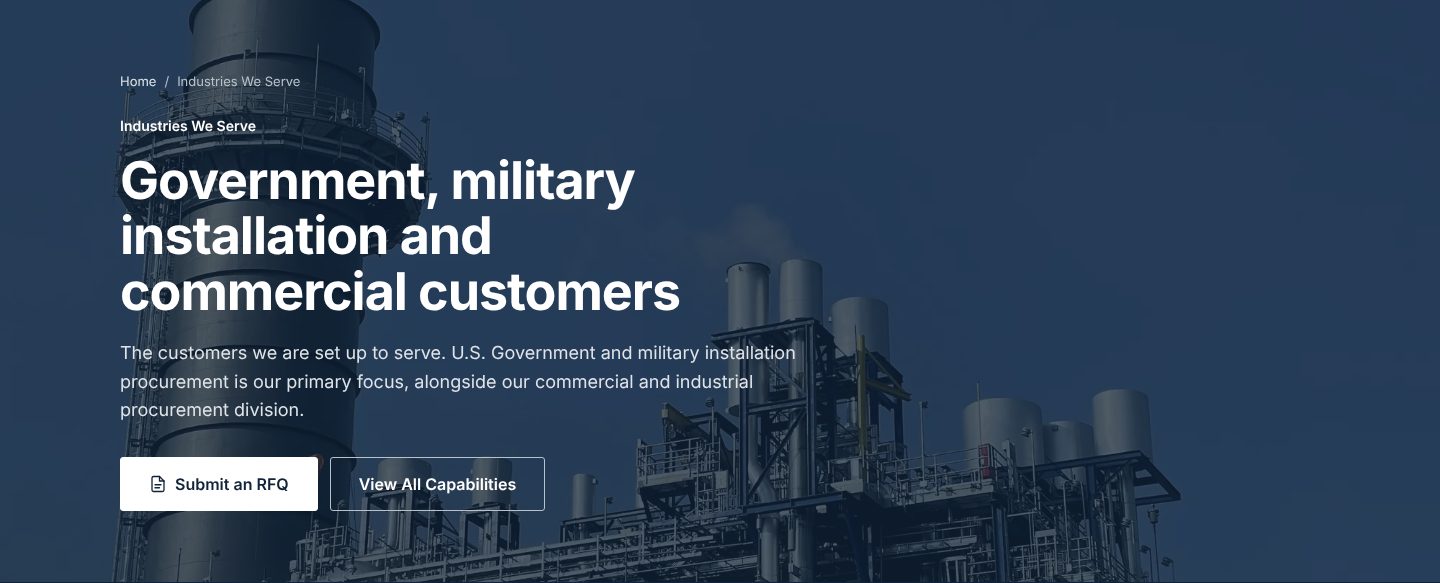 Home / Industries We Serve
Industries We Serve
Government, military
installation and
commercial customers
The customers we are set up to serve. U.S. Government and military installation
procurement is our primary focus, alongside our commercial and industrial
procurement division.
Submit an RFQ
View All Capabilities